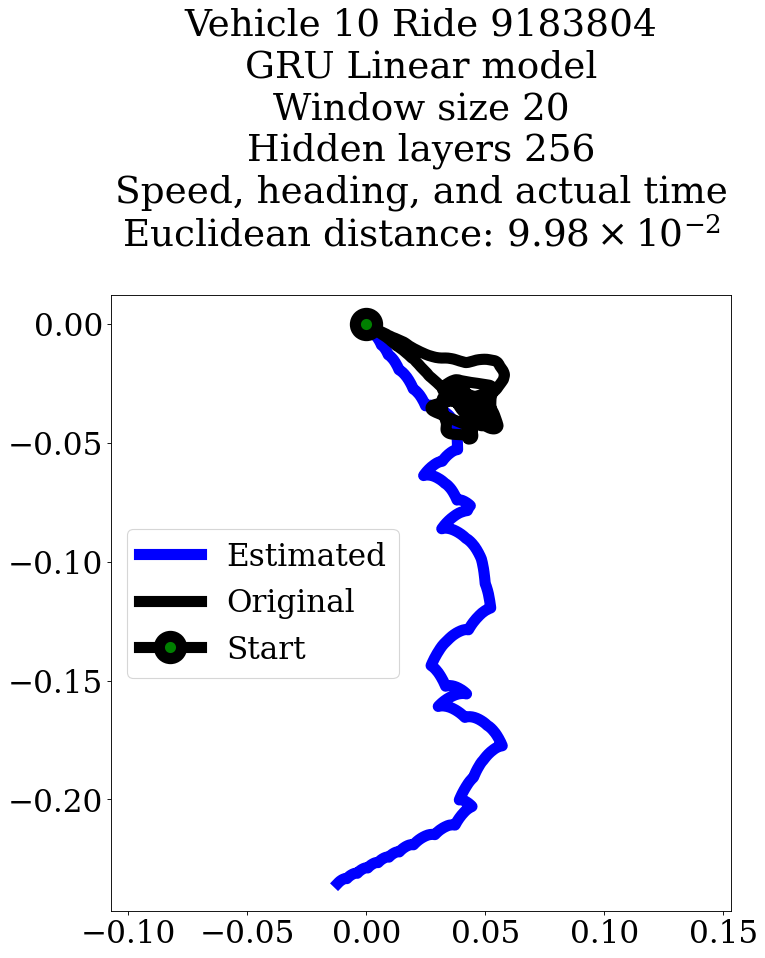 Vehicle 10 Ride 9183804
GRU Linear model
Window size 20
Hidden layers 256
Speed, heading, and actual time
Euclidean distance: 9.98 × 10⁻²
0.00
−0.05
−0.10
−0.15
−0.20
Estimated
Original
Start
−0.10 −0.05 0.00 0.05 0.10 0.15